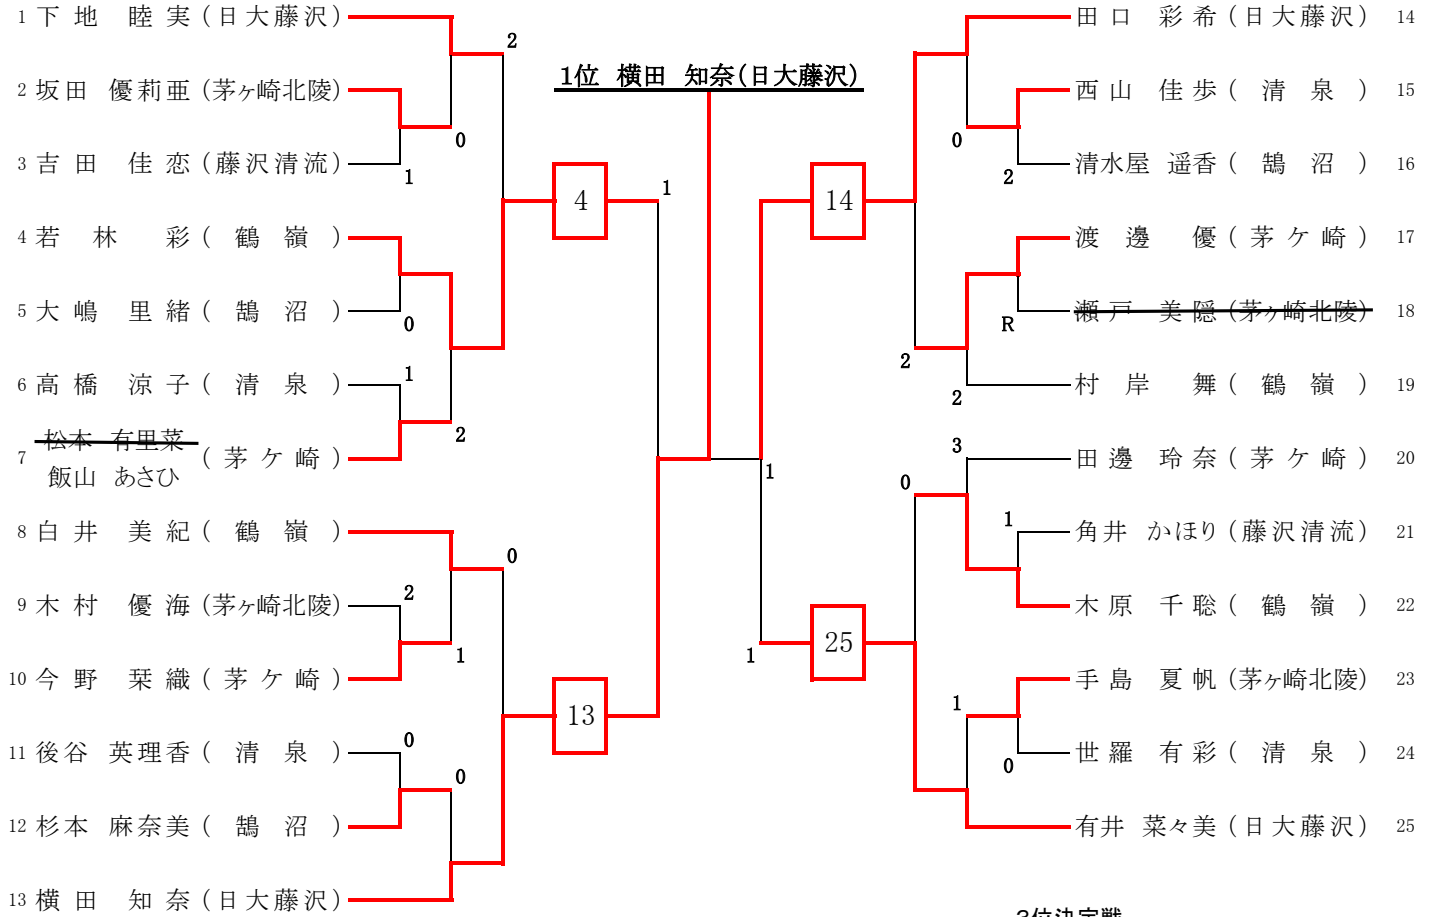 1位 横田 知奈(日大藤沢)
1 下地 睦実(日大藤沢)
2 坂田 優莉亜(茅ヶ崎北陵)
3 吉田 佳恋(藤沢清流)
4 若林 彩(鶴嶺)
5 大嶋 里緒(鵠沼)
6 高橋 涼子(清泉)
松本 有里菜
7 (茅ケ崎)
飯山 あさひ
8 白井 美紀(鶴嶺)
9 木村 優海(茅ヶ崎北陵)
10 今野 栞織(茅ケ崎)
11 後谷 英理香(清泉)
12 杉本 麻奈美(鵠沼)
13 横田 知奈(日大藤沢)
2
0
1
0
1
2
0
2
1
0
0
4
13
1
1
1
14
25
0
2
R
2
2
3
0
1
1
0
田口 彩希(日大藤沢) 14
西山 佳歩(清泉) 15
清水屋 遥香(鵠沼) 16
渡邊 優(茅ケ崎) 17
瀬戸 美隠(茅ヶ崎北陵) 18
村岸 舞(鶴嶺) 19
田邊 玲奈(茅ケ崎) 20
角井 かほり(藤沢清流) 21
木原 千聡(鶴嶺) 22
手島 夏帆(茅ヶ崎北陵) 23
世羅 有彩(清泉) 24
有井 菜々美(日大藤沢) 25
3位決定戦